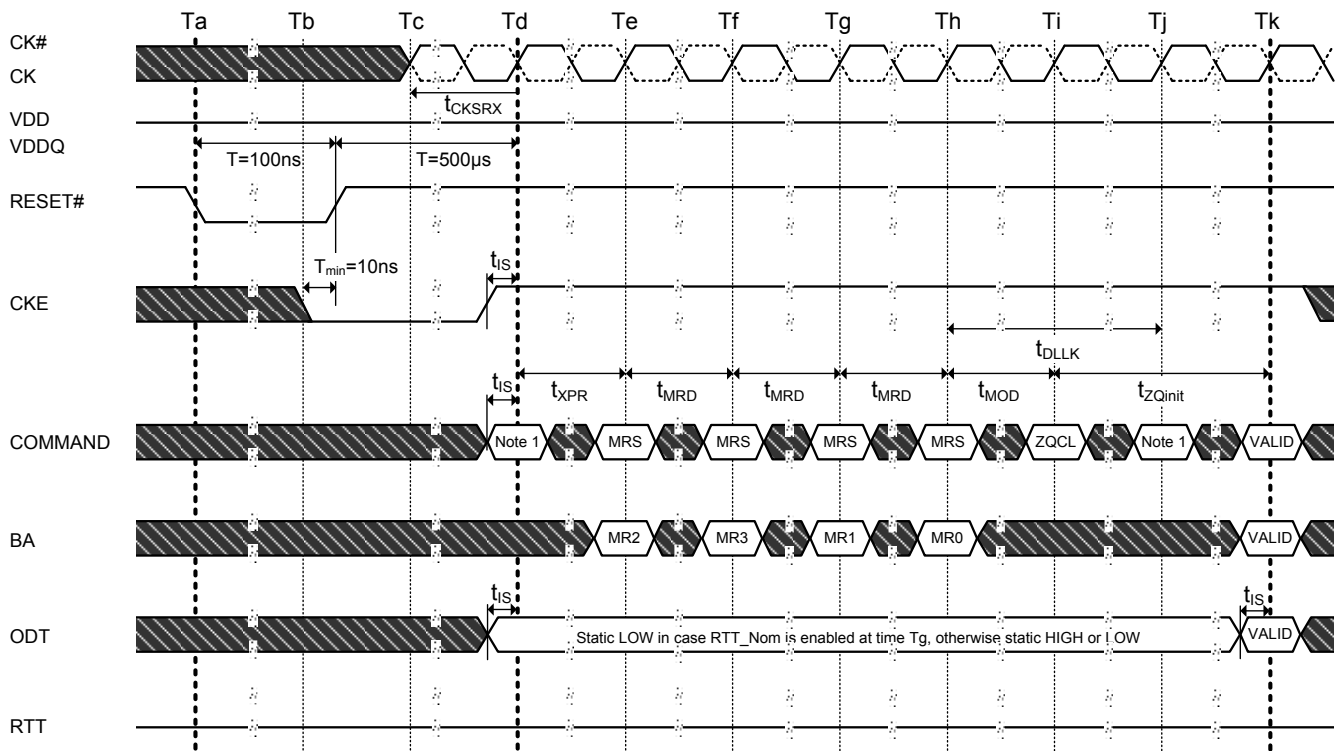 Ta Tb Tc Td Te Tf Tg Th Ti Tj Tk
CK#
CK
tCKSRX
VDD
VDDQ
T=100ns T=500µs
RESET#
Tmin=10ns tIS
CKE
tDLLK
tIS tXPR tMRD tMRD tMRD tMOD tZQinit
COMMAND Note 1 MRS MRS MRS MRS ZQCL Note 1 VALID
BA MR2 MR3 MR1 MR0 VALID
tIS tIS
ODT Static LOW in case RTT_Nom is enabled at time Tg, otherwise static HIGH or LOW VALID
RTT